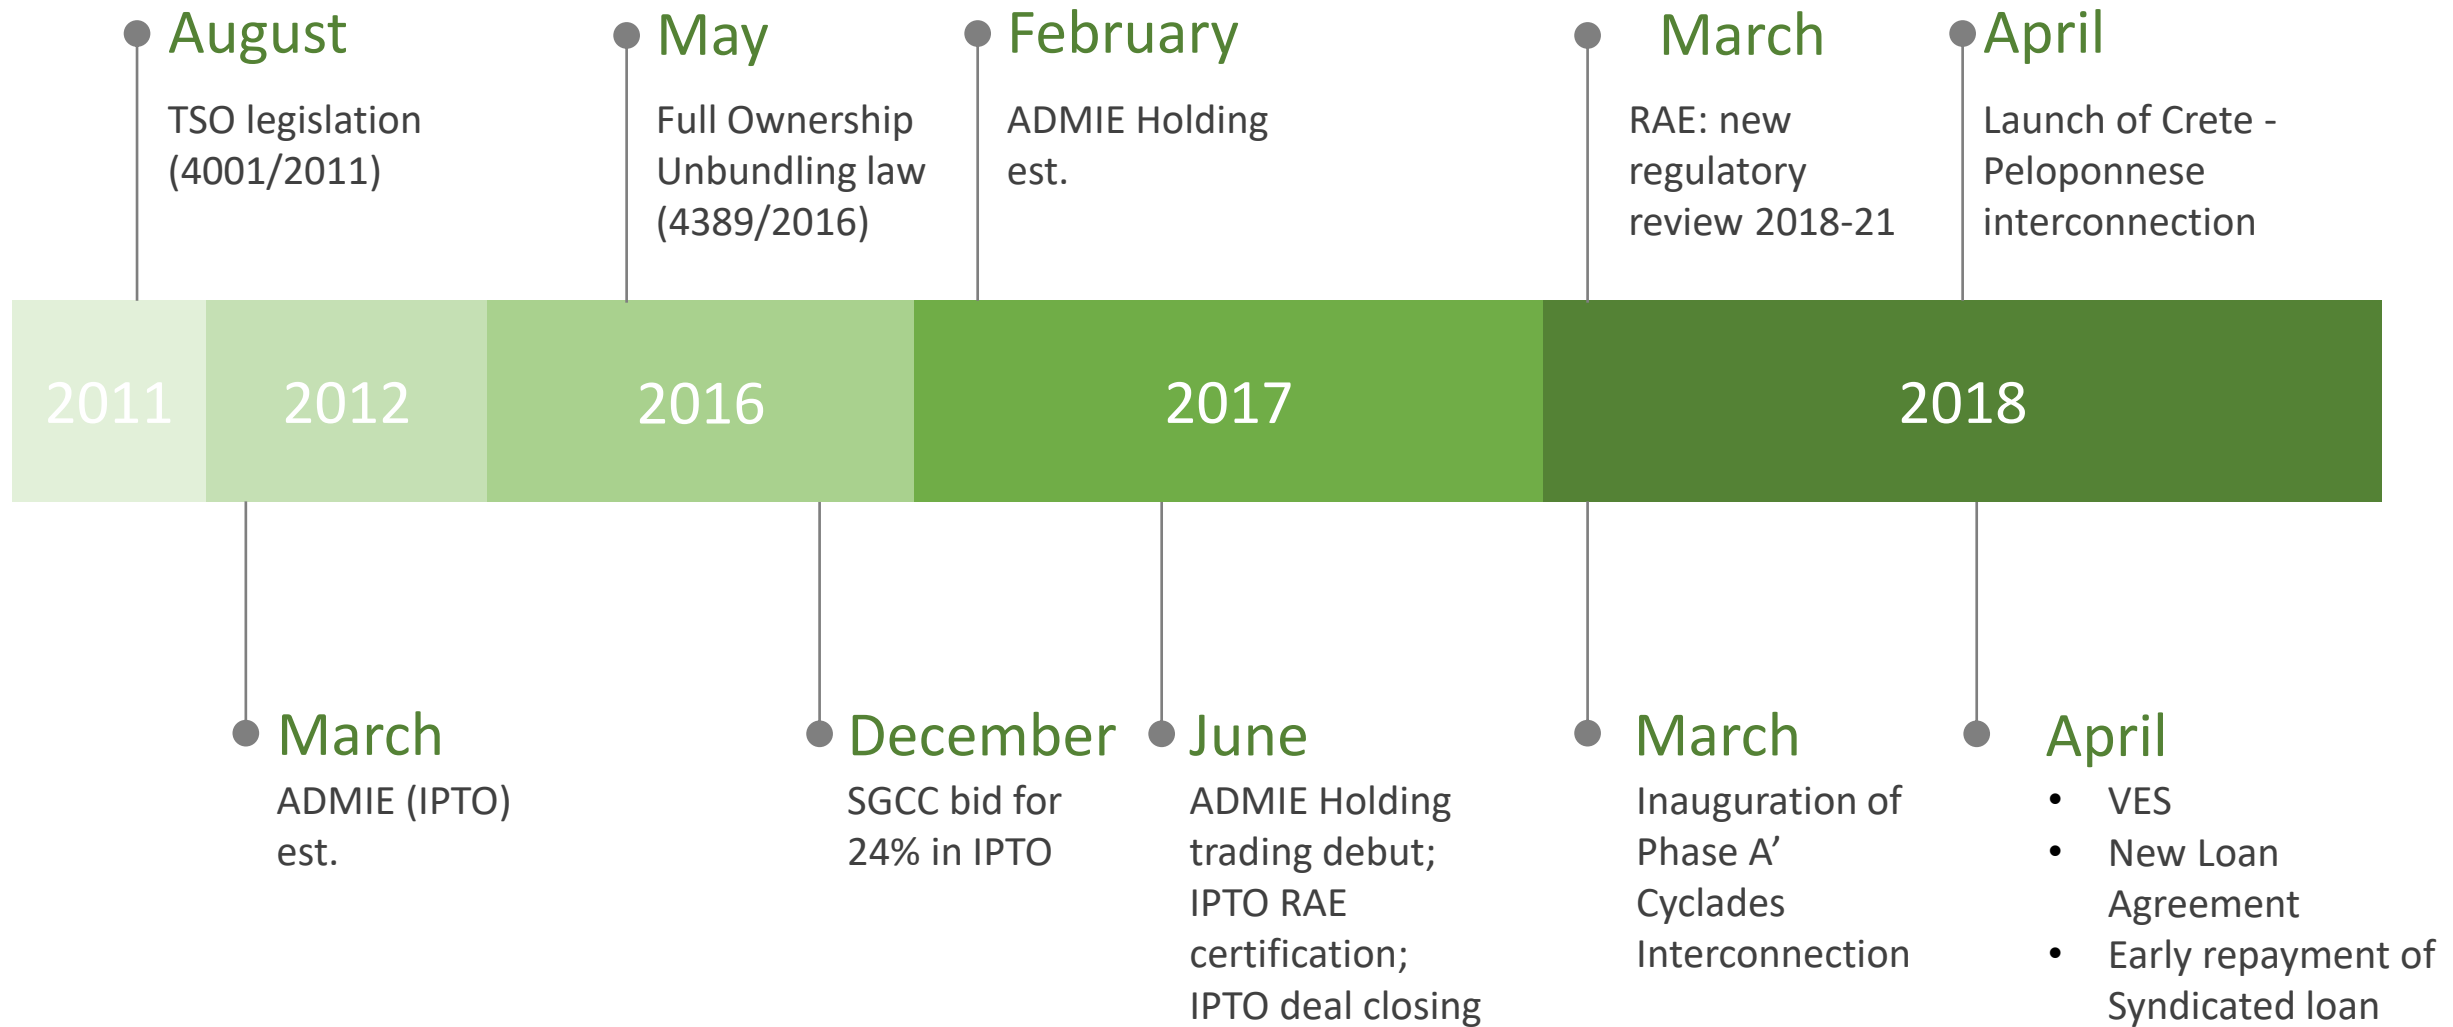 August
TSO legislation
(4001/2011)
May
Full Ownership
Unbundling law
(4389/2016)
February
ADMIE Holding
est.
March
RAE: new
regulatory
review 2018-21
April
Launch of Crete -
Peloponnese
interconnection
2011
2012
2016
2017
2018
March
ADMIE (IPTO)
est.
December
SGCC bid for
24% in IPTO
June
ADMIE Holding
trading debut;
IPTO RAE
certification;
IPTO deal closing
March
Inauguration of
Phase A’
Cyclades
Interconnection
April
• VES
• New Loan
Agreement
• Early repayment of
Syndicated loan